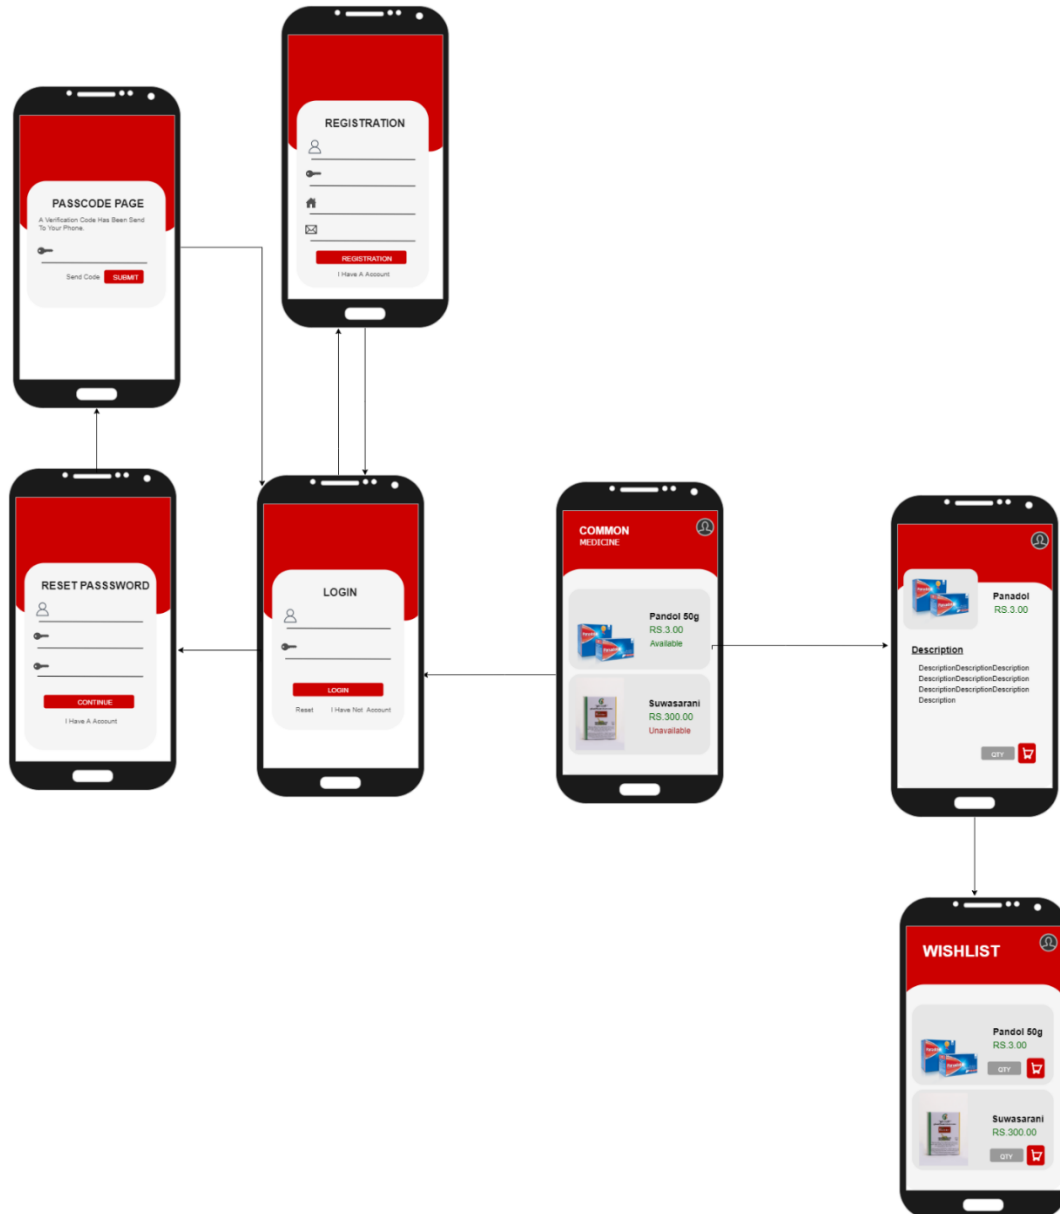 REGISTRATION
REGISTRATION
I Have A Account
PASSCODE PAGE
A Verification Code Has Been Send
To Your Phone.
Send Code
SUBMIT
RESET PASSSWORD
CONTINUE
I Have A Account
LOGIN
LOGIN
Reset
I Have Not Account
COMMON
MEDICINE
Pandol 50g
RS.3.00
Available
Suwasarani
RS.300.00
Unavailable
Panadol
RS.3.00
Description
DescriptionDescriptionDescription
DescriptionDescriptionDescription
DescriptionDescriptionDescription
Description
QTY
WISHLIST
Pandol 50g
RS.3.00
QTY
Suwasarani
RS.300.00
QTY